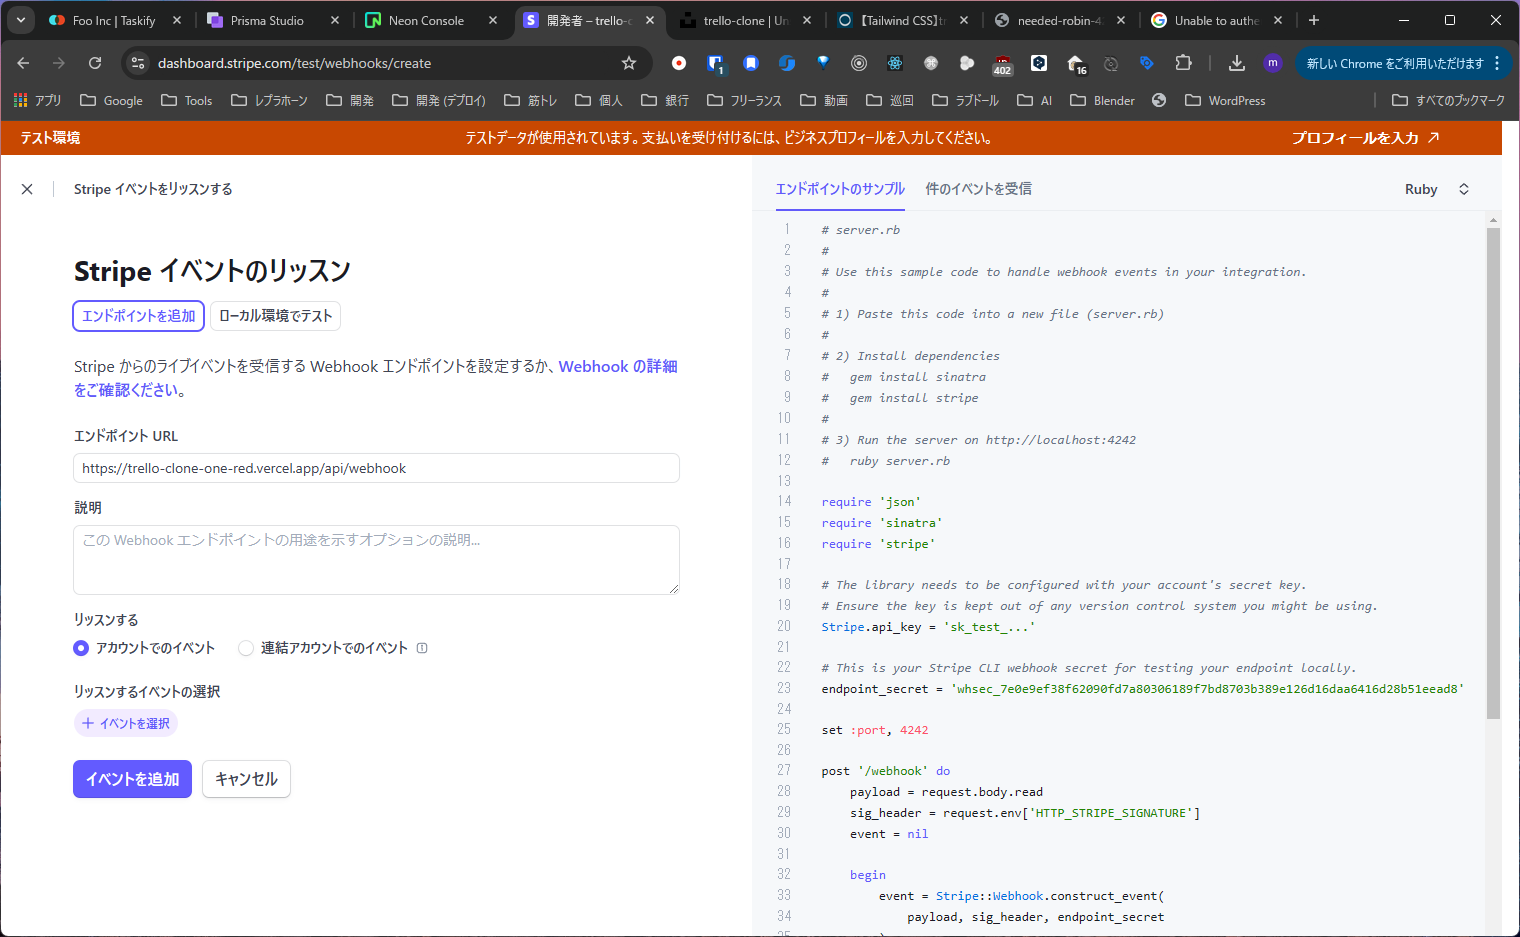 Foo Inc | Taskify
Prisma Studio
Neon Console
開発者 – trello-c
trello-clone | Un
【Tailwind CSS】tr
needed-robin-4
Unable to authe
dashboard.stripe.com/test/webhooks/create
1
402
16
m
新しい Chrome をご利用いただけます
アプリ
Google
Tools
レプラホーン
開発
開発 (デプロイ)
筋トレ
個人
銀行
フリーランス
動画
巡回
ラブドール
AI
Blender
WordPress
すべてのブックマーク
テスト環境
テストデータが使用されています。支払いを受け付けるには、ビジネスプロフィールを入力してください。
プロフィールを入力
Stripe イベントをリッスンする
Stripe イベントのリッスン
エンドポイントを追加
ローカル環境でテスト
Stripe からのライブイベントを受信する Webhook エンドポイントを設定するか、Webhook の詳細
をご確認ください。
エンドポイント URL
https://trello-clone-one-red.vercel.app/api/webhook
説明
この Webhook エンドポイントの用途を示すオプションの説明...
リッスンする
アカウントでのイベント
連結アカウントでのイベント
リッスンするイベントの選択
+ イベントを選択
イベントを追加
キャンセル
エンドポイントのサンプル
件のイベントを受信
Ruby
1 # server.rb
2 #
3 # Use this sample code to handle webhook events in your integration.
4 #
5 # 1) Paste this code into a new file (server.rb)
6 #
7 # 2) Install dependencies
8 #   gem install sinatra
9 #   gem install stripe
10 #
11 # 3) Run the server on http://localhost:4242
12 #   ruby server.rb
13
14 require 'json'
15 require 'sinatra'
16 require 'stripe'
17
18 # The library needs to be configured with your account's secret key.
19 # Ensure the key is kept out of any version control system you might be using.
20 Stripe.api_key = 'sk_test_...'
21
22 # This is your Stripe CLI webhook secret for testing your endpoint locally.
23 endpoint_secret = 'whsec_7e0e9ef38f62090fd7a80306189f7bd8703b389e126d16daa6416d28b51eead8'
24
25 set :port, 4242
26
27 post '/webhook' do
28     payload = request.body.read
29     sig_header = request.env['HTTP_STRIPE_SIGNATURE']
30     event = nil
31
32     begin
33         event = Stripe::Webhook.construct_event(
34             payload, sig_header, endpoint_secret